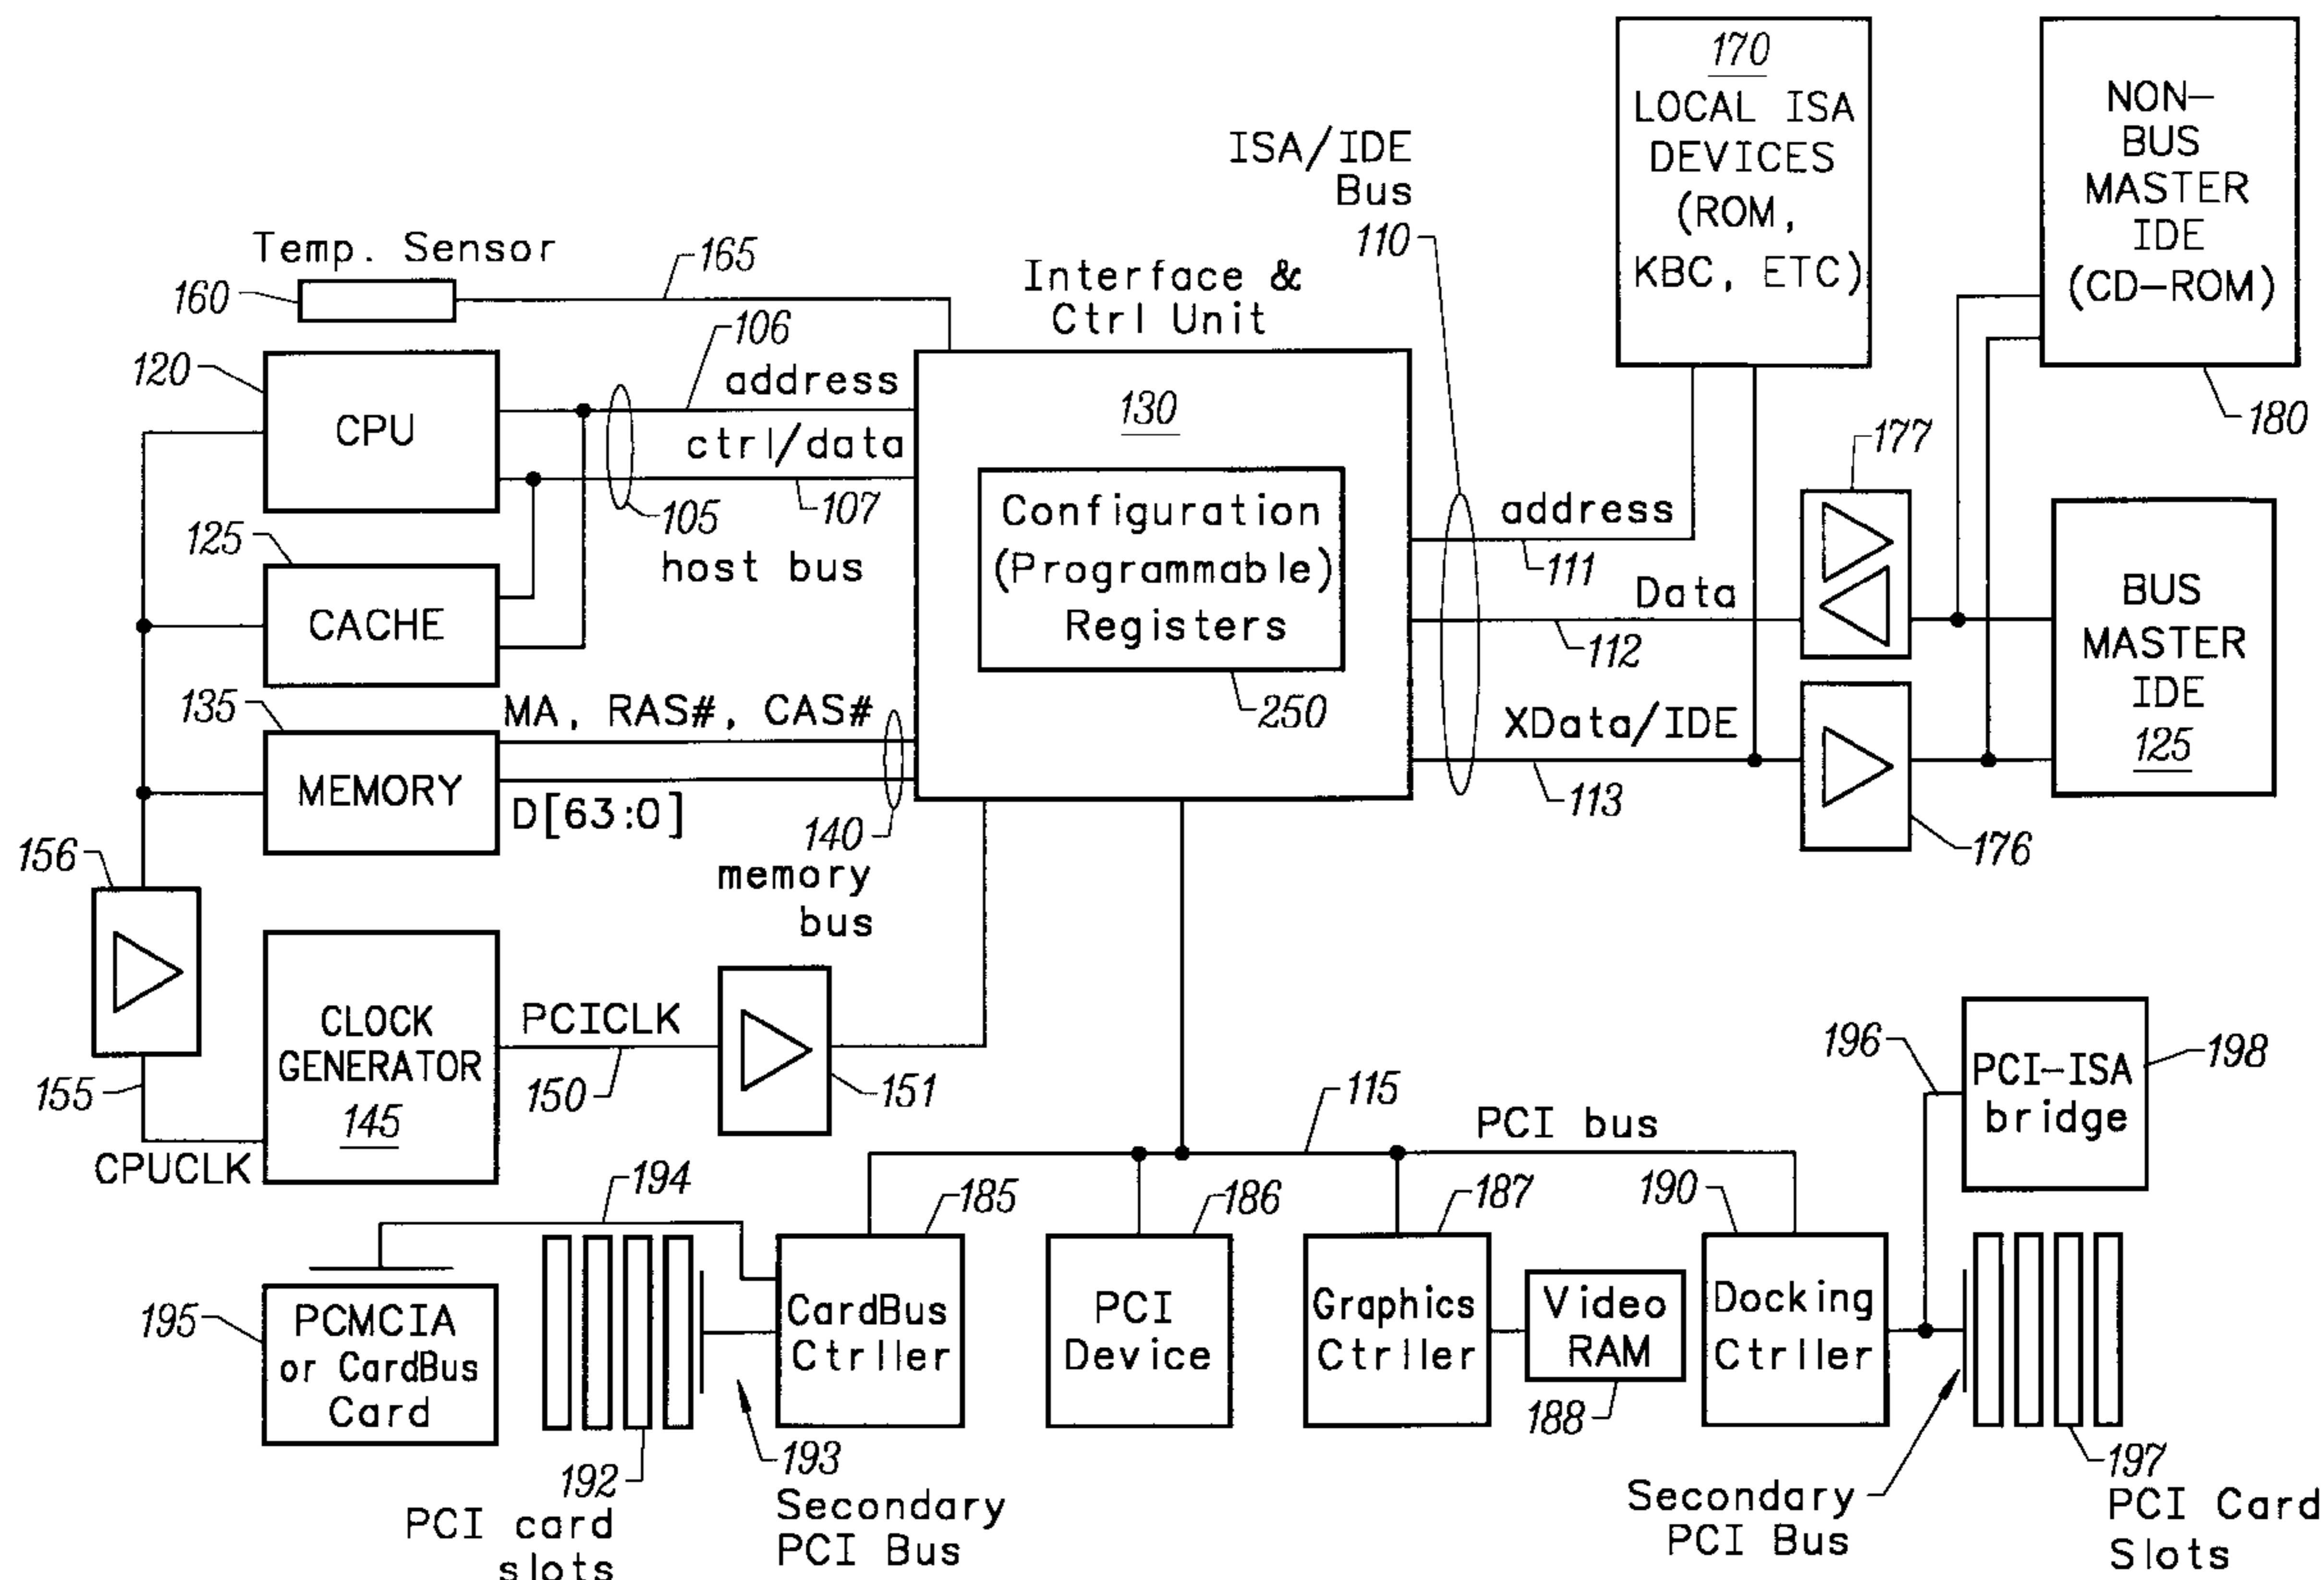 170
LOCAL ISA
DEVICES
(ROM,
KBC, ETC)
NON-
BUS
MASTER
IDE
(CD-ROM)
180
ISA/IDE
Bus
110
Temp. Sensor
160
165
Interface &
Ctrl Unit
106
120
CPU
address
ctrl/data
107
105
host bus
130
Configuration
(Programmable)
Registers
250
125
CACHE
135
MEMORY
MA, RAS#, CAS#
D[63:0]
140
memory
bus
address
111
Data
112
XData/IDE
113
177
176
BUS
MASTER
IDE
125
156
155
CPUCLK
CLOCK
GENERATOR
145
PCICLK
150
151
115
PCI bus
196
PCI-ISA
bridge
198
194
185
186
187
190
195
PCMCIA
or CardBus
Card
192
PCI card
slots
193
Secondary
PCI Bus
CardBus
Ctrller
PCI
Device
Graphics
Ctrller
Video
RAM
188
Docking
Ctrller
Secondary
PCI Bus
197
PCI Card
Slots